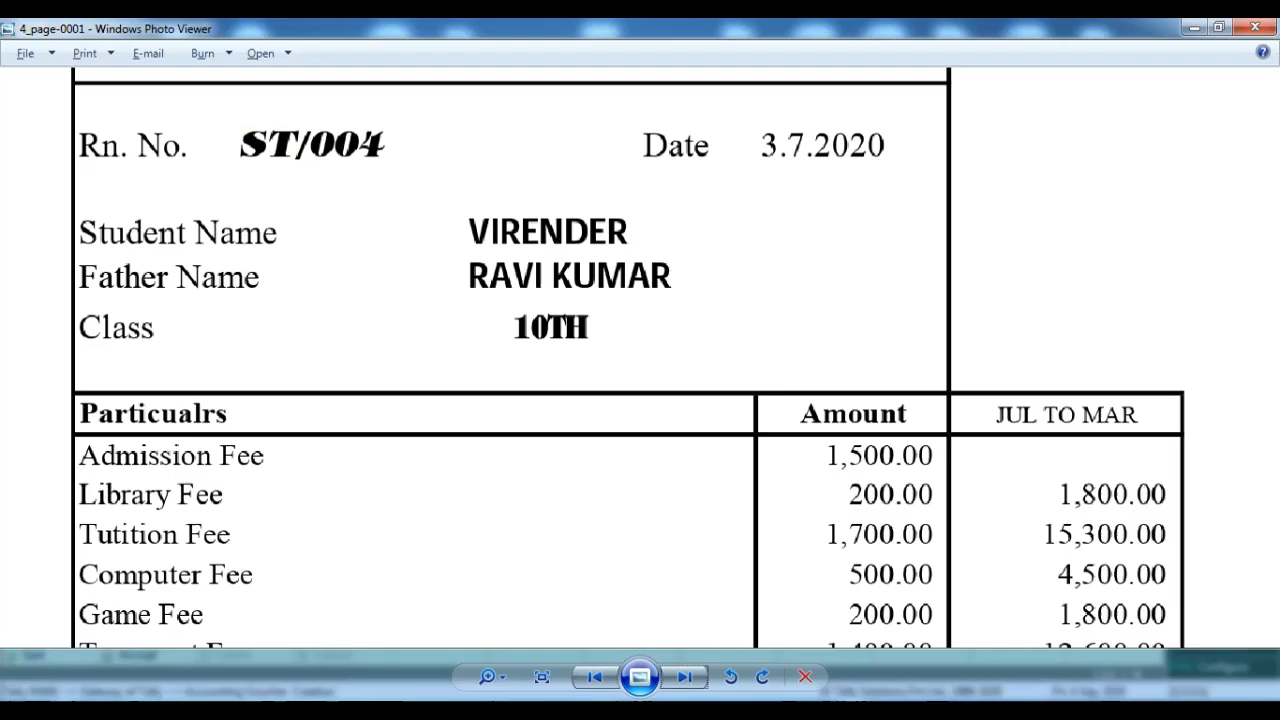 4_page-0001 - Windows Photo Viewer
File Print E-mail Burn Open
Rn. No. ST/004 Date 3.7.2020
Student Name VIRENDER
Father Name RAVI KUMAR
Class 10TH
Particualrs Amount JUL TO MAR
Admission Fee 1,500.00
Library Fee 200.00 1,800.00
Tutition Fee 1,700.00 15,300.00
Computer Fee 500.00 4,500.00
Game Fee 200.00 1,800.00